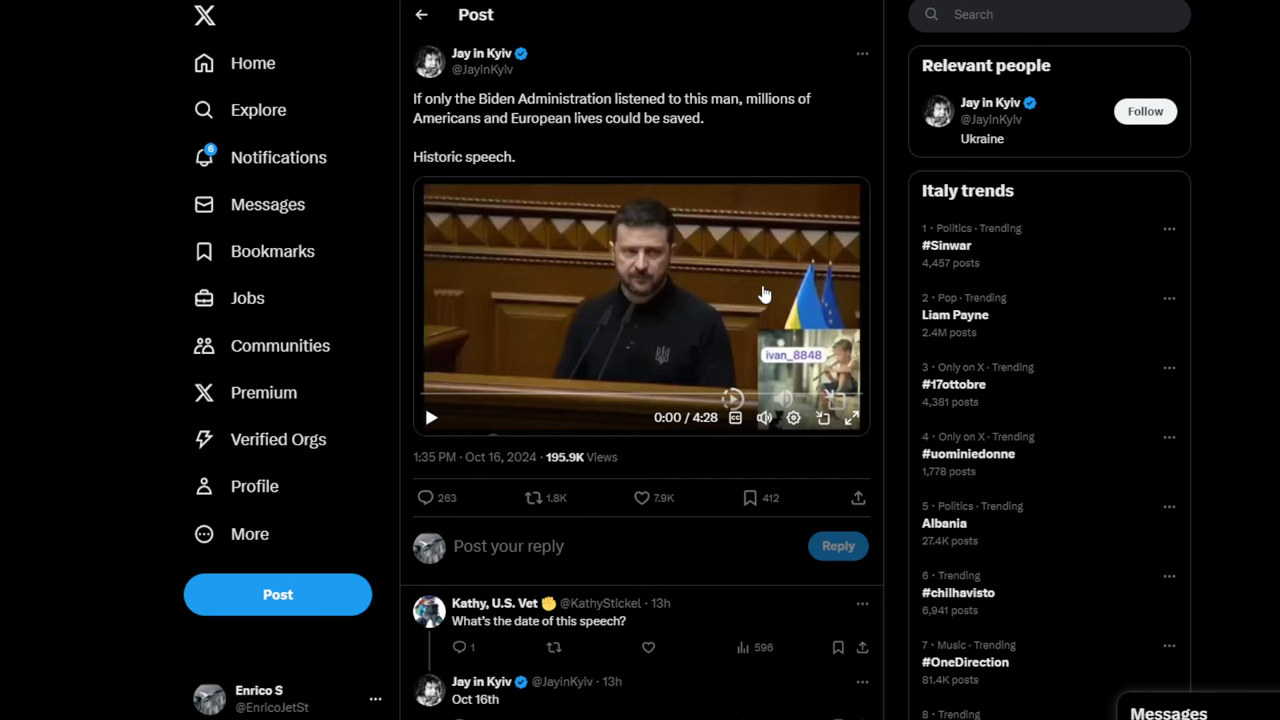 Post
Search
Home
Explore
6
Notifications
Messages
Bookmarks
Jobs
Communities
Premium
Verified Orgs
Profile
More
Post
Enrico S
@EnricoJetSt
Jay in Kyiv
@JayinKyiv
If only the Biden Administration listened to this man, millions of
Americans and European lives could be saved.
Historic speech.
ivan_8848
0:00 / 4:28
CC
1:35 PM · Oct 16, 2024 · 195.9K Views
263
1.8K
7.9K
412
Post your reply
Reply
Kathy, U.S. Vet @KathyStickel · 13h
What's the date of this speech?
1
596
Jay in Kyiv @JayinKyiv · 13h
Oct 16th
Relevant people
Jay in Kyiv
@JayinKyiv
Follow
Ukraine
Italy trends
1 · Politics · Trending
#Sinwar
4,457 posts
2 · Pop · Trending
Liam Payne
2.4M posts
3 · Only on X · Trending
#17ottobre
4,381 posts
4 · Only on X · Trending
#uominiedonne
1,778 posts
5 · Politics · Trending
Albania
27.4K posts
6 · Trending
#chilhavisto
6,941 posts
7 · Music · Trending
#OneDirection
81.4K posts
8 · Trending
Messages